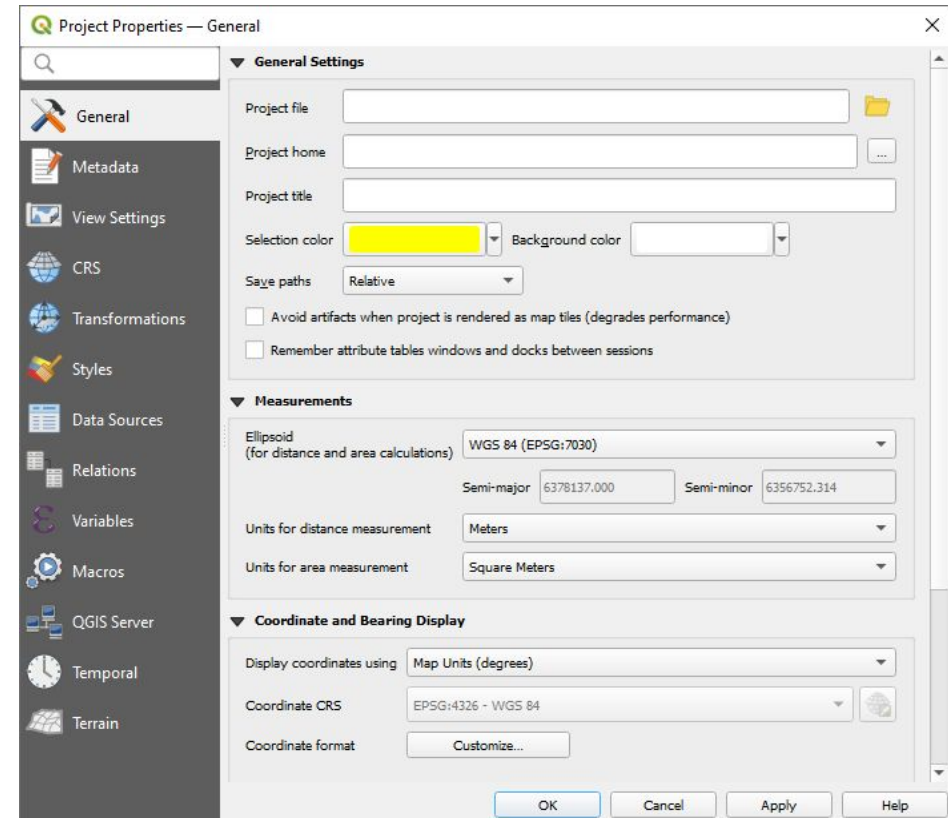 Project Properties — General
General
Metadata
View Settings
CRS
Transformations
Styles
Data Sources
Relations
Variables
Macros
QGIS Server
Temporal
Terrain
General Settings
Project file
Project home
...
Project title
Selection color
Background color
Save paths
Relative
Avoid artifacts when project is rendered as map tiles (degrades performance)
Remember attribute tables windows and docks between sessions
Measurements
Ellipsoid
(for distance and area calculations)
WGS 84 (EPSG:7030)
Semi-major 6378137.000 Semi-minor 6356752.314
Units for distance measurement Meters
Units for area measurement Square Meters
Coordinate and Bearing Display
Display coordinates using Map Units (degrees)
Coordinate CRS EPSG:4326 - WGS 84
Coordinate format Customize...
OK Cancel Apply Help